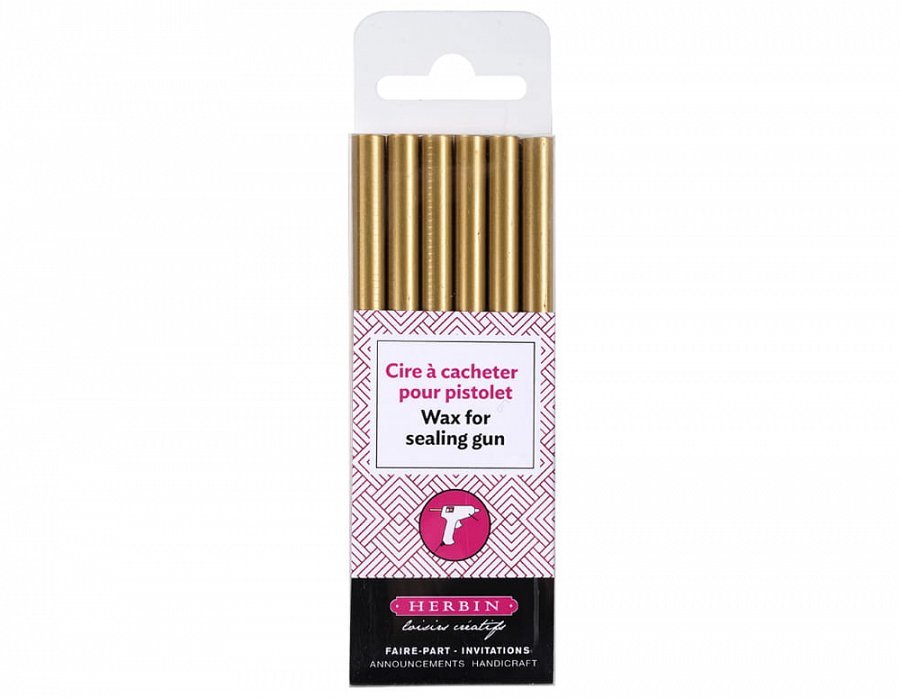 Cire à cacheter
pour pistolet
Wax for
sealing gun
HERBIN
loisirs créatifs
FAIRE-PART - INVITATIONS
ANNOUNCEMENTS HANDICRAFT